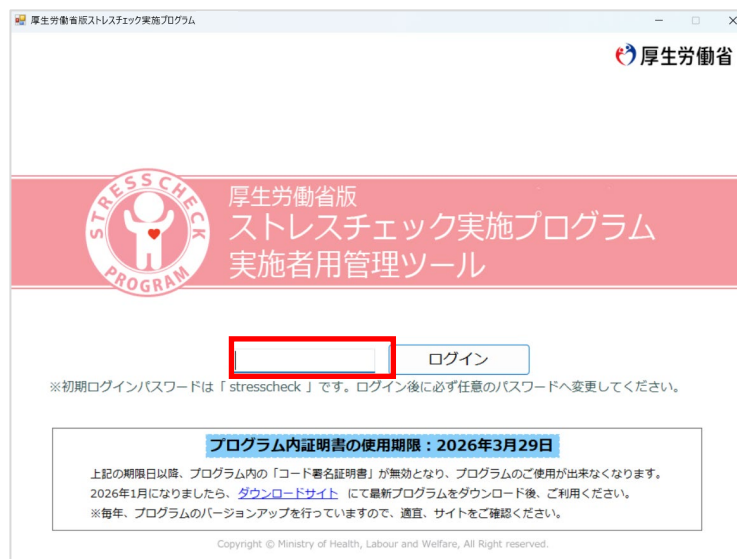 厚生労働省版ストレスチェック実施プログラム
厚生労働省
STRESSCHECK
PROGRAM
厚生労働省版
ストレスチェック実施プログラム
実施者用管理ツール
ログイン
※初期ログインパスワードは「 stresscheck 」です。ログイン後に必ず任意のパスワードへ変更してください。
プログラム内証明書の使用期限：2026年3月29日
上記の期限日以降、プログラム内の「コード署名証明書」が無効となり、プログラムのご使用が出来なくなります。
2026年1月になりましたら、ダウンロードサイト にて最新プログラムをダウンロード後、ご利用ください。
※毎年、プログラムのバージョンアップを行っていますので、適宜、サイトをご確認ください。
Copyright © Ministry of Health, Labour and Welfare, All Right reserved.